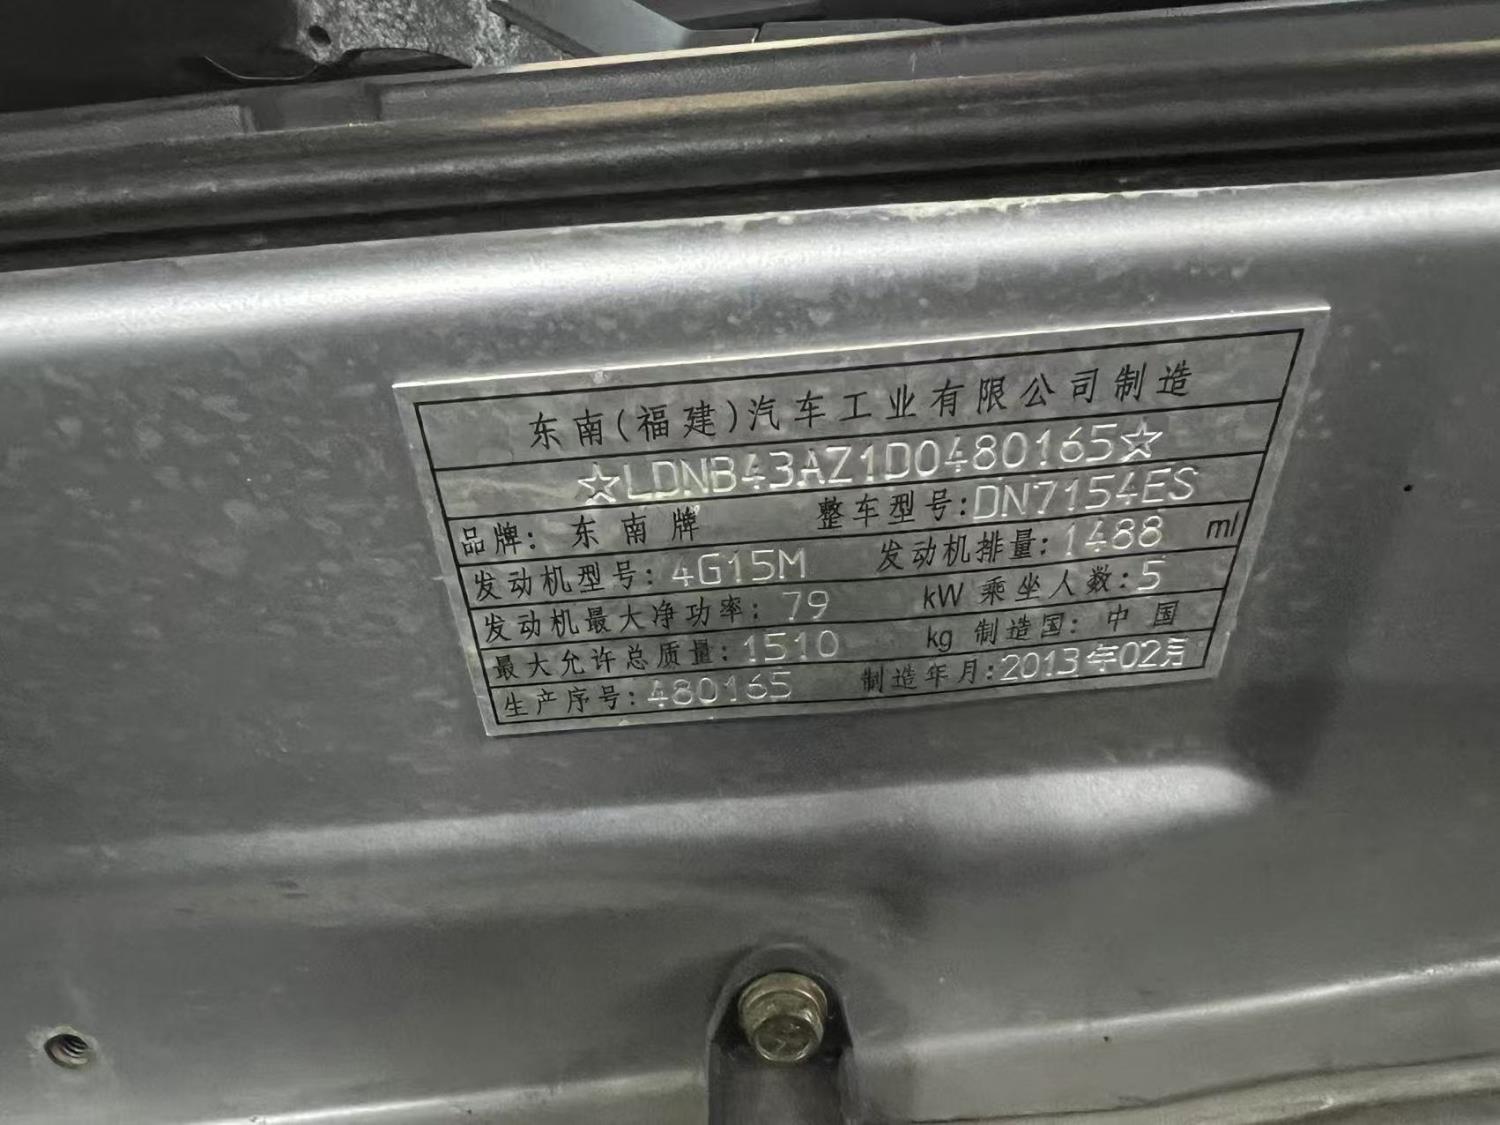 东南(福建)汽车工业有限公司制造
☆LDNB43AZ1D0480165☆
品牌: 东南牌 整车型号:DN7154ES
发动机型号:4G15M 发动机排量:1488 ml
发动机最大净功率:79 kW 乘坐人数:5
最大允许总质量:1510 kg 制造国:中国
生产序号:480165 制造年月:2013年02月